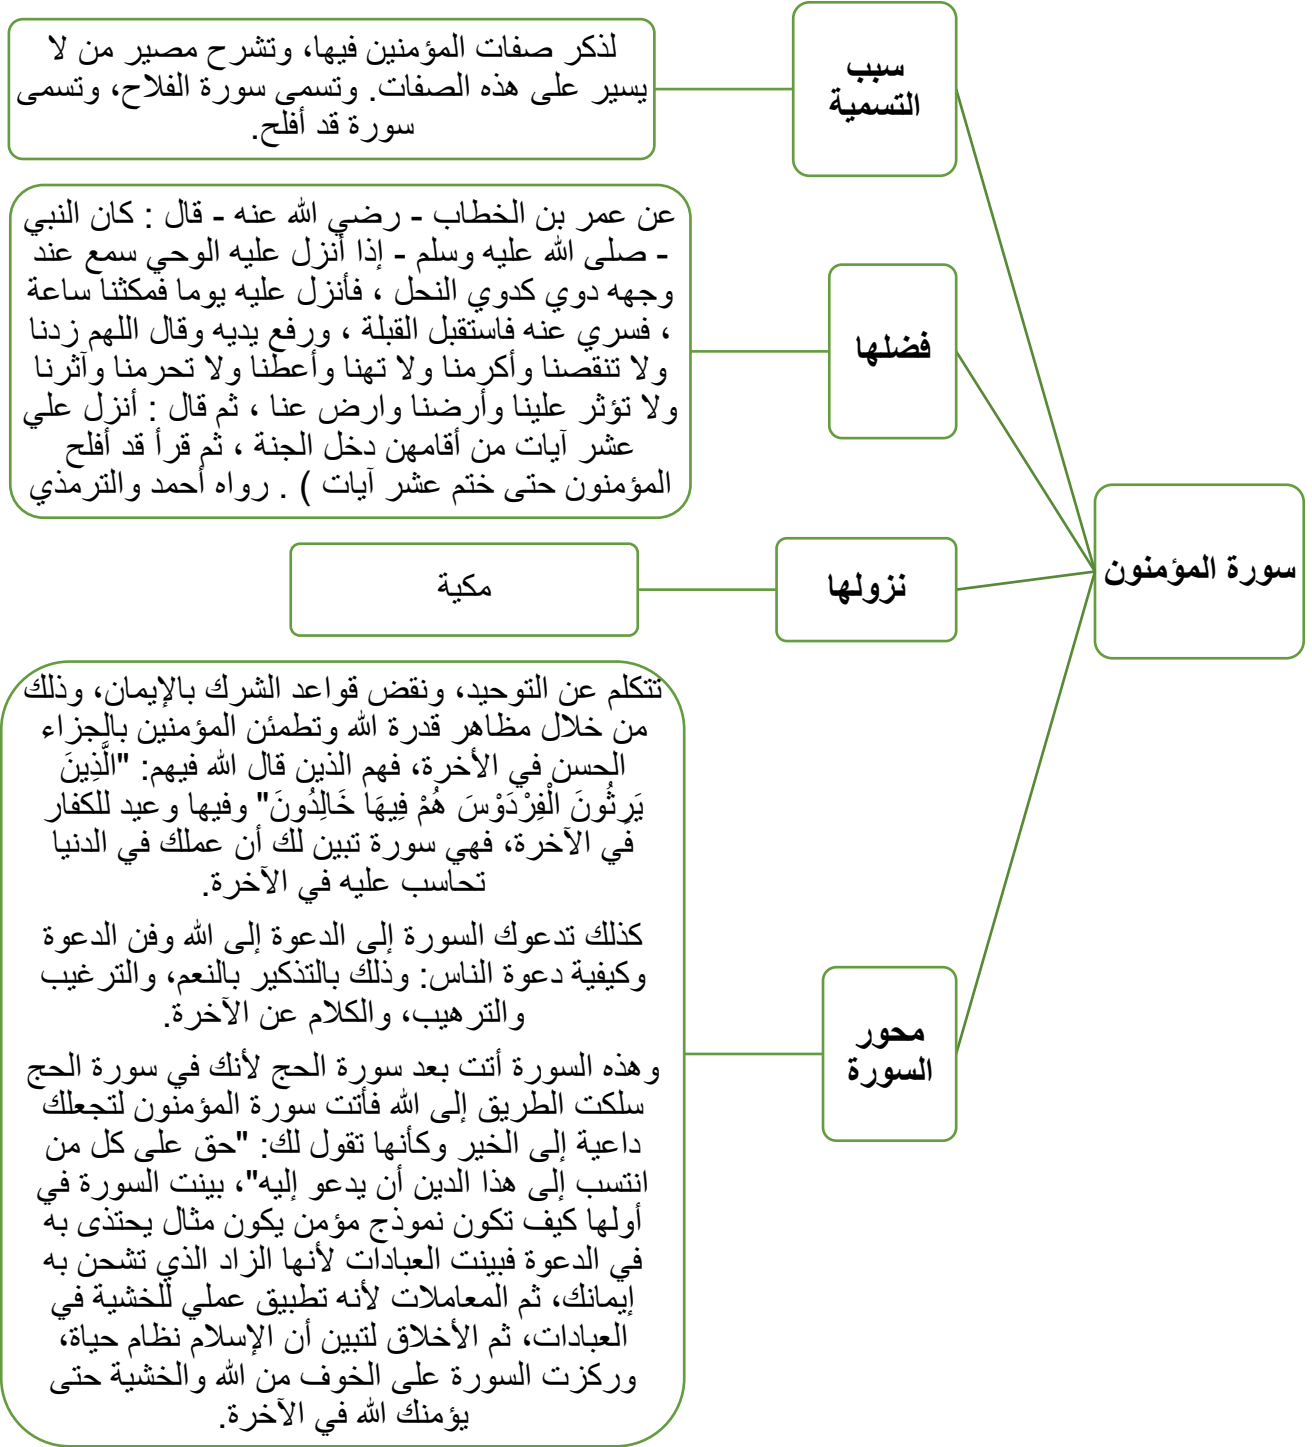 سورة المؤمنون
سبب
التسمية
لذكر صفات المؤمنين فيها، وتشرح مصير من لا
يسير على هذه الصفات. وتسمى سورة الفلاح، وتسمى
سورة قد أفلح.
فضلها
عن عمر بن الخطاب - رضي الله عنه - قال : كان النبي
- صلى الله عليه وسلم - إذا أنزل عليه الوحي سمع عند
وجهه دوي كدوي النحل ، فأنزل عليه يوما فمكثنا ساعة
، فسري عنه فاستقبل القبلة ، ورفع يديه وقال اللهم زدنا
ولا تنقصنا وأكرمنا ولا تهنا وأعطنا ولا تحرمنا وآثرنا
ولا تؤثر علينا وأرضنا وارض عنا ، ثم قال : أنزل علي
عشر آيات من أقامهن دخل الجنة ، ثم قرأ قد أفلح
المؤمنون حتى ختم عشر آيات ) . رواه أحمد والترمذي
نزولها
مكية
محور
السورة
تتكلم عن التوحيد، ونقض قواعد الشرك بالإيمان، وذلك
من خلال مظاهر قدرة الله وتطمئن المؤمنين بالجزاء
الحسن في الأخرة، فهم الذين قال الله فيهم: "الَّذِينَ
يَرِثُونَ الْفِرْدَوْسَ هُمْ فِيهَا خَالِدُونَ" وفيها وعيد للكفار
في الآخرة، فهي سورة تبين لك أن عملك في الدنيا
تحاسب عليه في الآخرة.
كذلك تدعوك السورة إلى الدعوة إلى الله وفن الدعوة
وكيفية دعوة الناس: وذلك بالتذكير بالنعم، والترغيب
والترهيب، والكلام عن الآخرة.
وهذه السورة أتت بعد سورة الحج لأنك في سورة الحج
سلكت الطريق إلى الله فأتت سورة المؤمنون لتجعلك
داعية إلى الخير وكأنها تقول لك: "حق على كل من
انتسب إلى هذا الدين أن يدعو إليه"، بينت السورة في
أولها كيف تكون نموذج مؤمن يكون مثال يحتذى به
في الدعوة فبينت العبادات لأنها الزاد الذي تشحن به
إيمانك، ثم المعاملات لأنه تطبيق عملي للخشية في
العبادات، ثم الأخلاق لتبين أن الإسلام نظام حياة،
وركزت السورة على الخوف من الله والخشية حتى
يؤمنك الله في الآخرة.